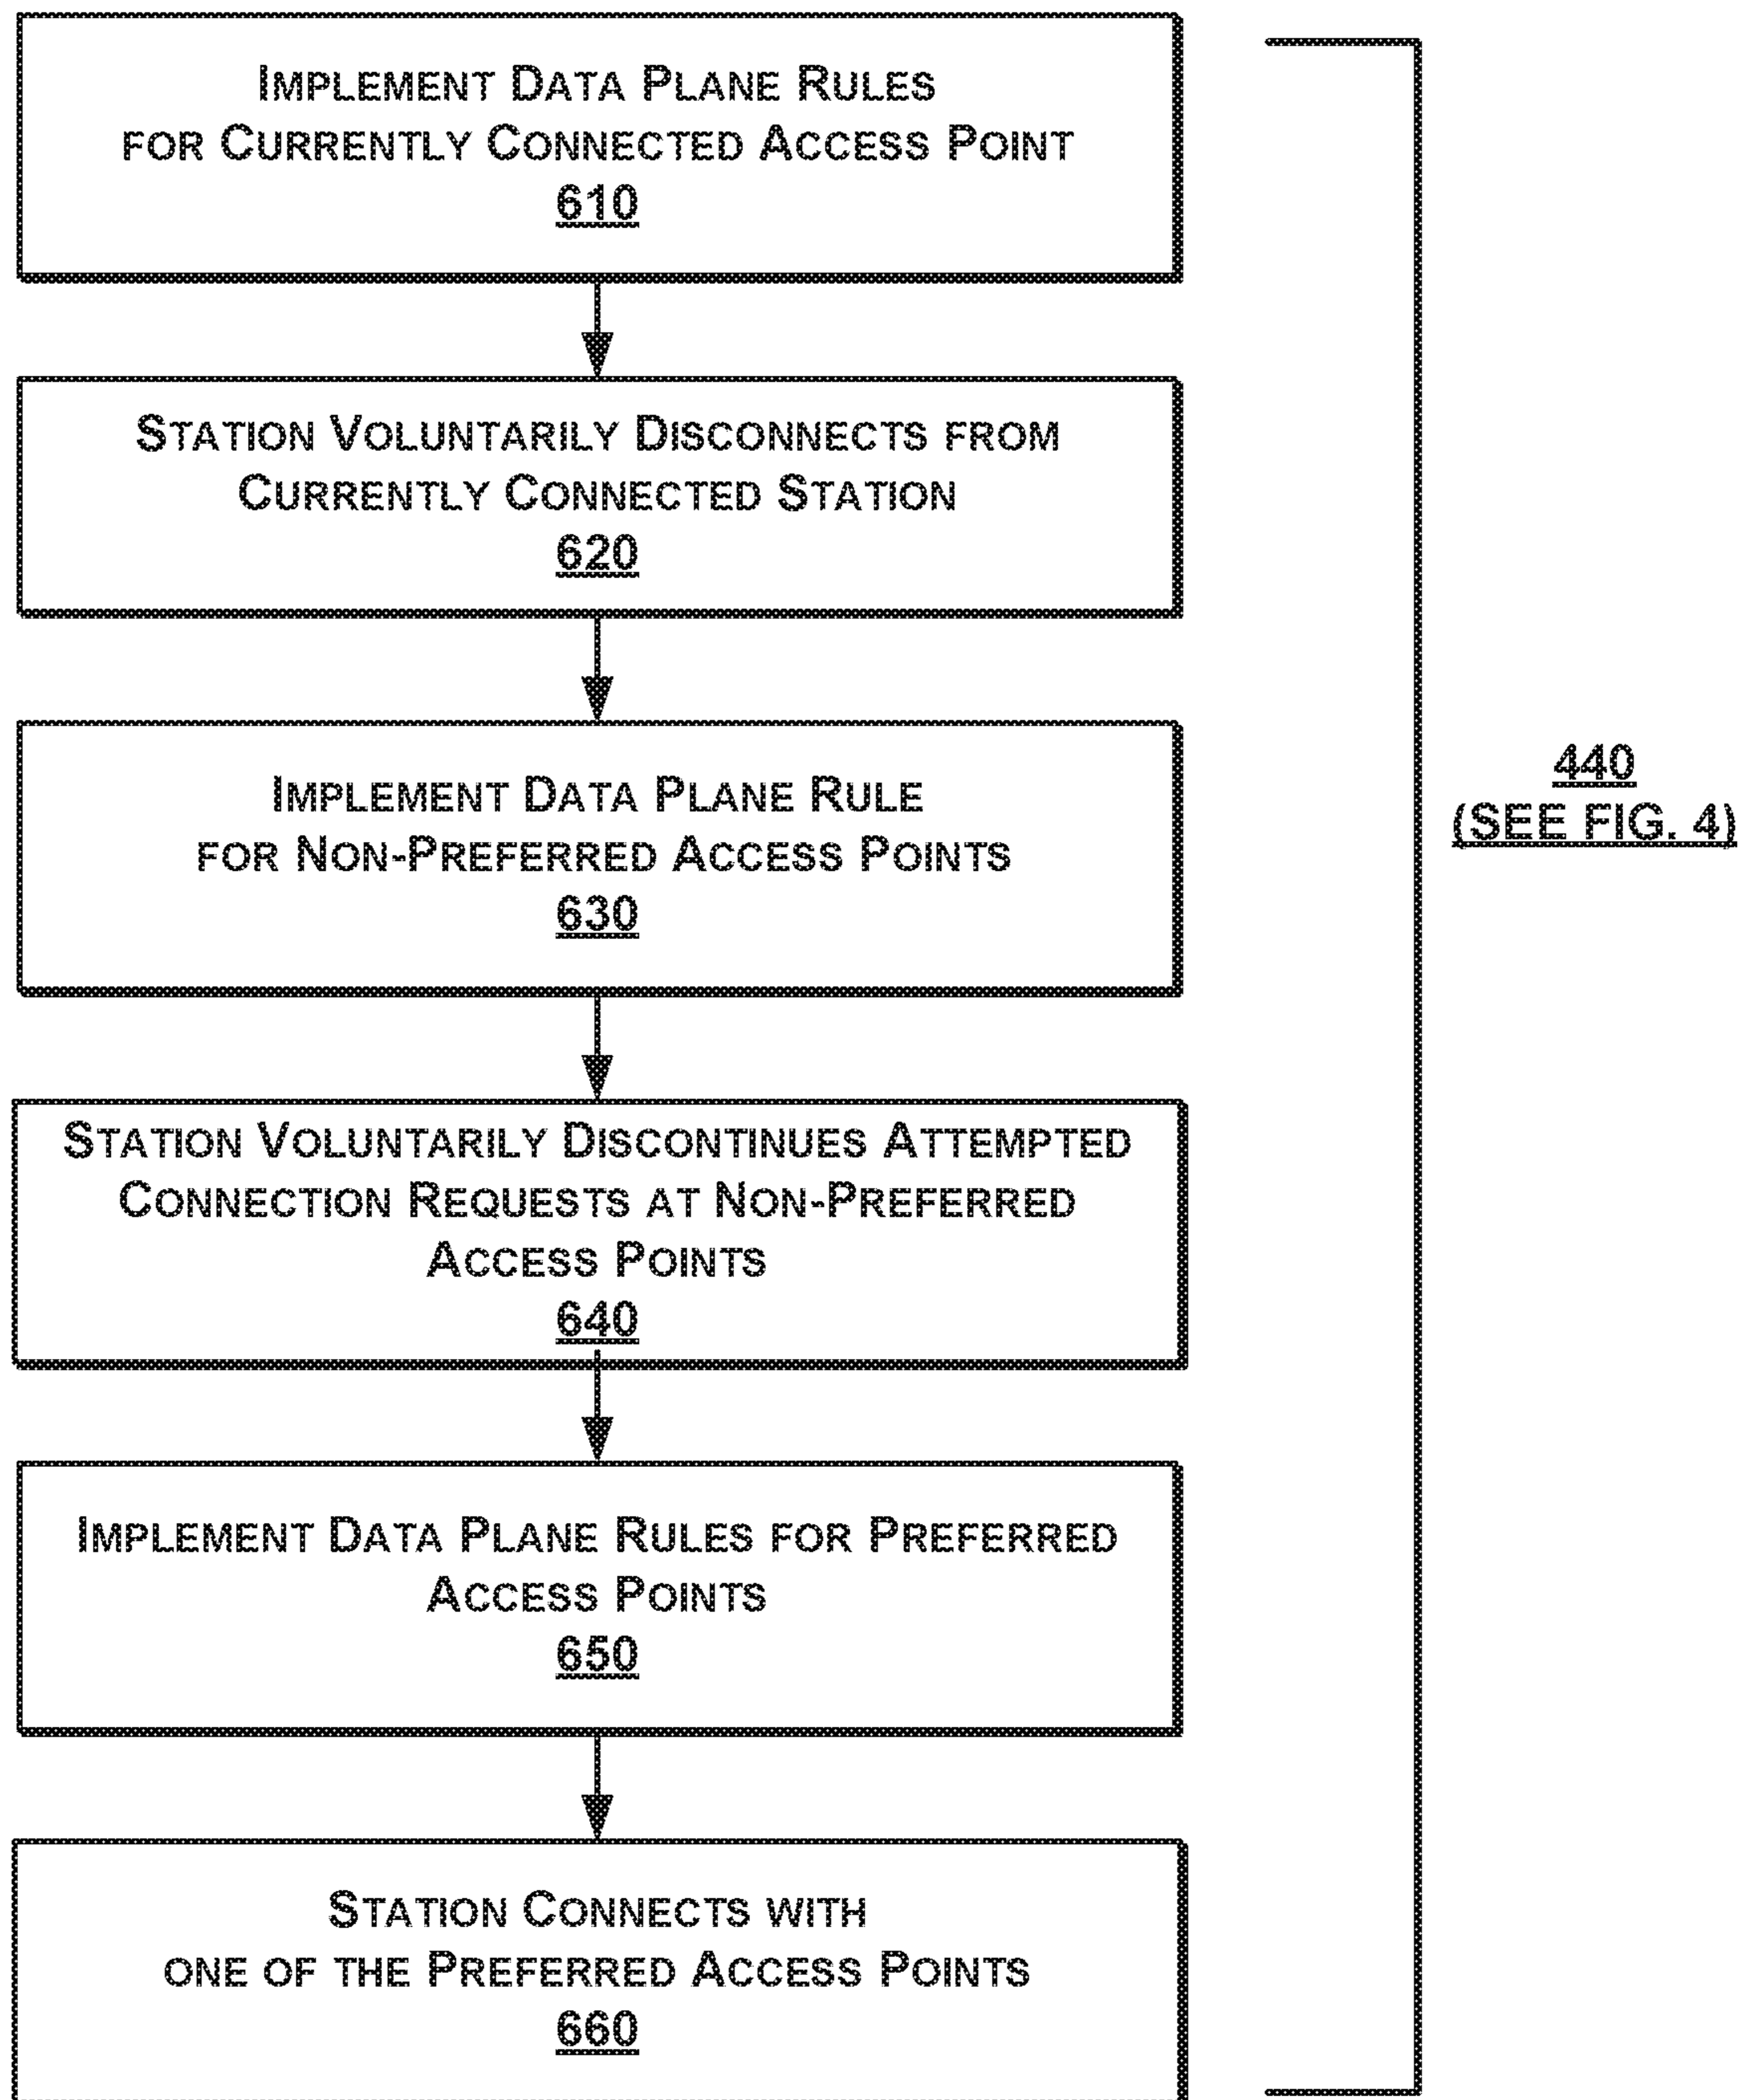 IMPLEMENT DATA PLANE RULES
FOR CURRENTLY CONNECTED ACCESS POINT
610
STATION VOLUNTARILY DISCONNECTS FROM
CURRENTLY CONNECTED STATION
620
IMPLEMENT DATA PLANE RULE
FOR NON-PREFERRED ACCESS POINTS
630
STATION VOLUNTARILY DISCONTINUES ATTEMPTED
CONNECTION REQUESTS AT NON-PREFERRED
ACCESS POINTS
640
IMPLEMENT DATA PLANE RULES FOR PREFERRED
ACCESS POINTS
650
STATION CONNECTS WITH
ONE OF THE PREFERRED ACCESS POINTS
660
440
(SEE FIG. 4)